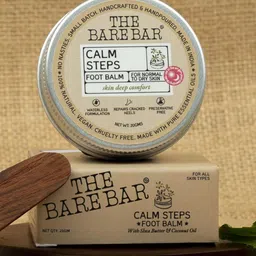 NO NASTIES, SMALL BATCH, HANDCRAFTED & HANDPOURED, MADE IN INDIA
THE
BARE BAR®
CALM
STEPS
FOOT BALM
FOR NORMAL
TO DRY SKIN
skin deep comfort
WATERLESS
FORMULATION
REPAIRS CRACKED
HEELS
PRESERVATIVE
FREE
NET WT.
100% NATURAL, VEGAN, CRUELTY FREE, MADE WITH PURE ESSENTIAL OILS
THE
BARE BAR®
FOR ALL
SKIN TYPES
CALM STEPS
FOOT BALM
With Shea Butter & Coconut Oil
NET QTY.